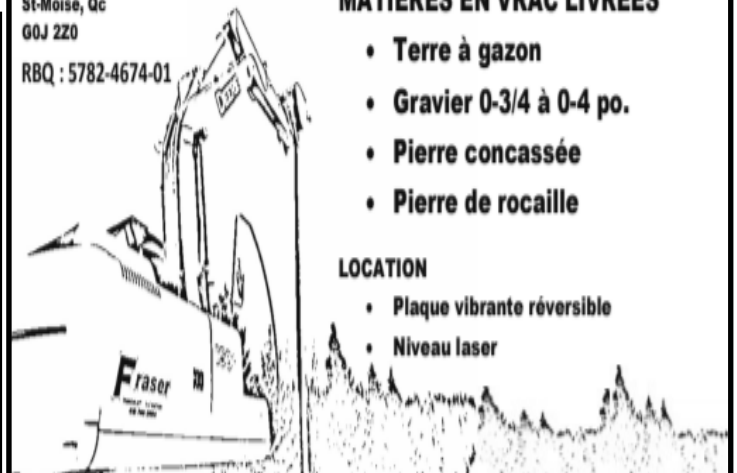 St-Moïse, Qc
G0J 2Z0
RBQ : 5782-4674-01
MATIÈRES EN VRAC LIVRÉES
• Terre à gazon
• Gravier 0-3/4 à 0-4 po.
• Pierre concassée
• Pierre de rocaille
LOCATION
• Plaque vibrante réversible
• Niveau laser
Fraser